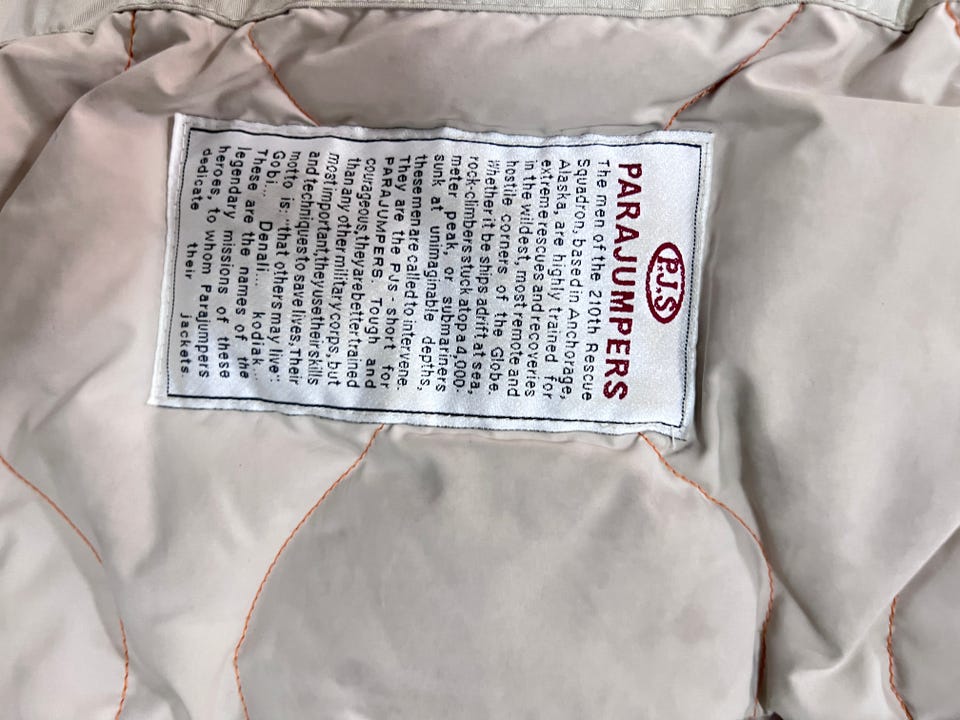 P.J.S
PARAJUMPERS
The men of the 210th Rescue
Squadron, based in Anchorage,
Alaska, are highly trained for
extreme rescues and recoveries
in the wildest, most remote and
hostile corners of the Globe.
Whether it be ships adrift at sea,
rock-climbers stuck atop a 4,000-
meter peak, or submariners
sunk at unimaginable depths,
these men are called to intervene.
They are the PJs - short for
PARAJUMPERS. Tough and
courageous, they are better trained
than any other military corps, but
most important, they use their skills
and techniques to save lives. Their
motto is: "that others may live".
Gobi... Denali... kodiak...
These are the names of the
legendary missions of these
heroes, to whom Parajumpers
dedicate their jackets